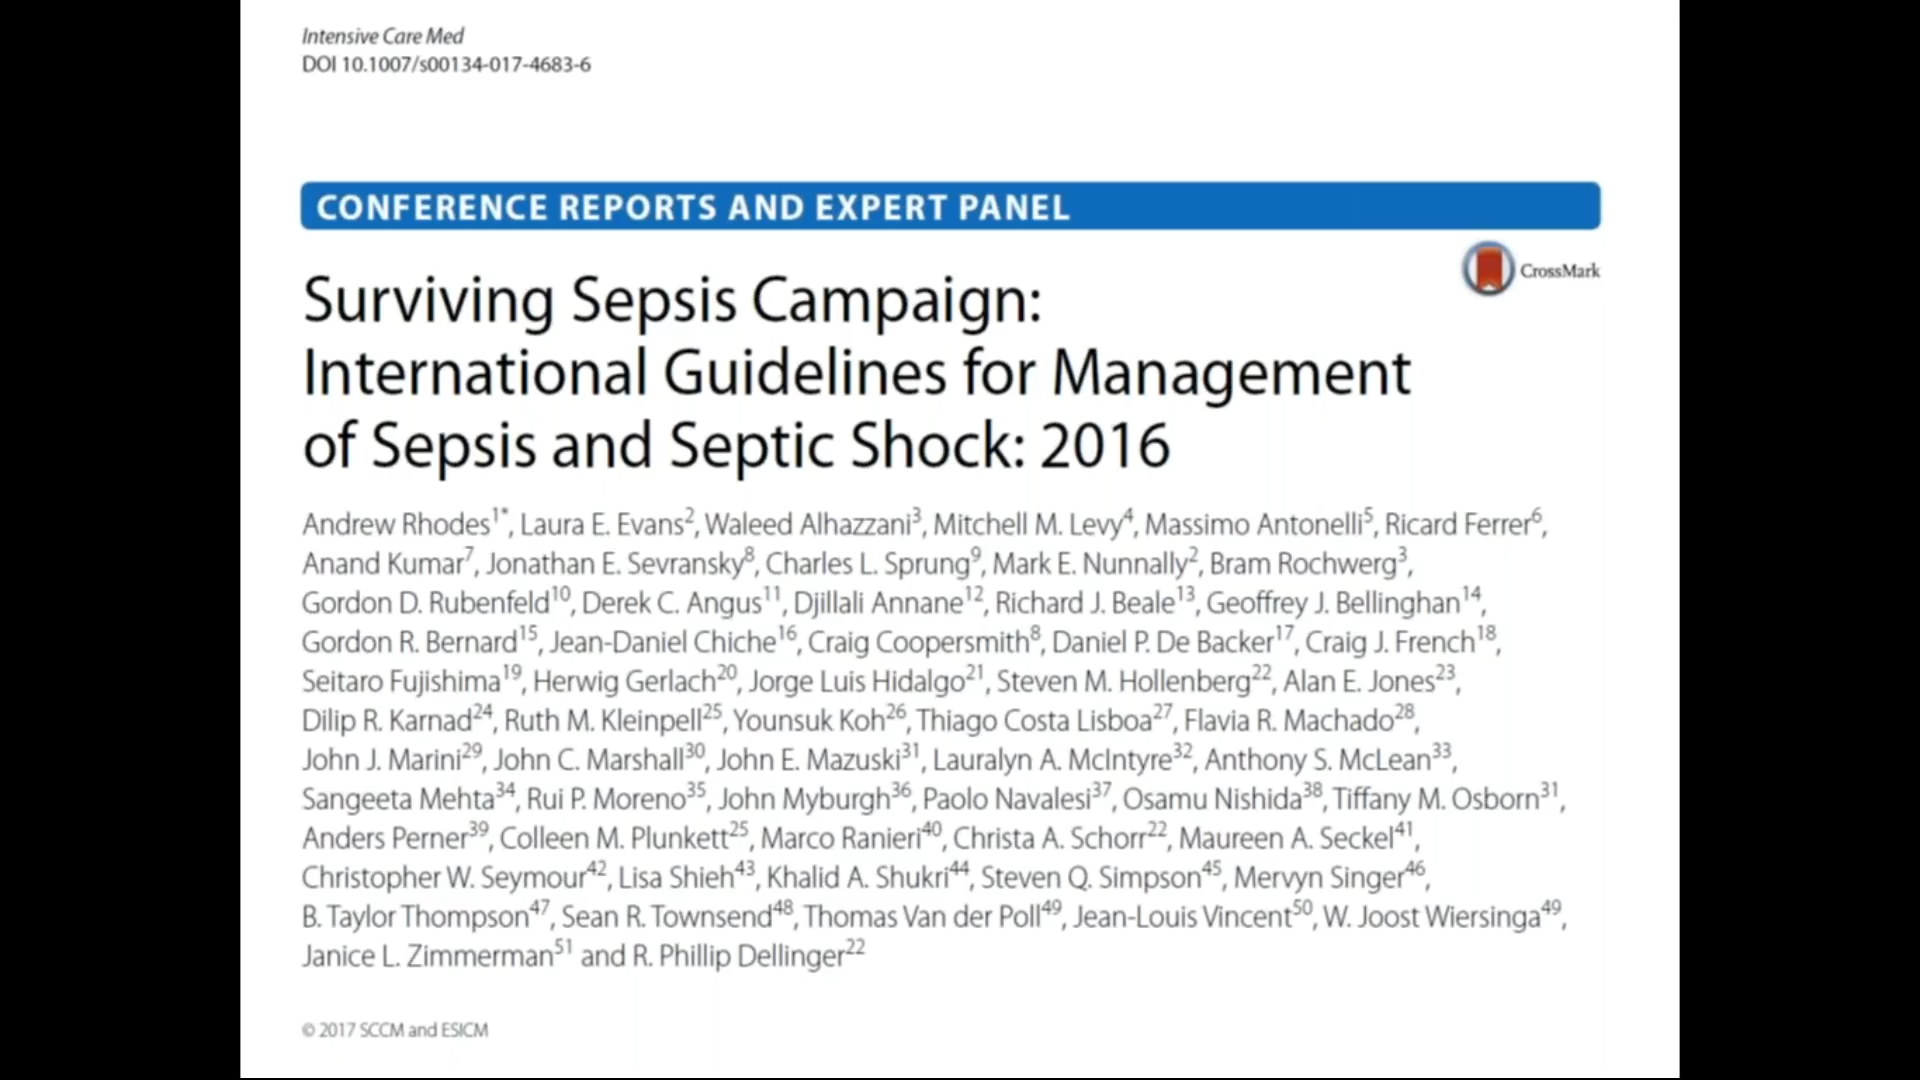 Intensive Care Med
DOI 10.1007/s00134-017-4683-6
CONFERENCE REPORTS AND EXPERT PANEL
CrossMark
Surviving Sepsis Campaign:
International Guidelines for Management
of Sepsis and Septic Shock: 2016
Andrew Rhodes1*, Laura E. Evans2, Waleed Alhazzani3, Mitchell M. Levy4, Massimo Antonelli5, Ricard Ferrer6,
Anand Kumar7, Jonathan E. Sevransky8, Charles L. Sprung9, Mark E. Nunnally2, Bram Rochwerg3,
Gordon D. Rubenfeld10, Derek C. Angus11, Djillali Annane12, Richard J. Beale13, Geoffrey J. Bellinghan14,
Gordon R. Bernard15, Jean-Daniel Chiche16, Craig Coopersmith8, Daniel P. De Backer17, Craig J. French18,
Seitaro Fujishima19, Herwig Gerlach20, Jorge Luis Hidalgo21, Steven M. Hollenberg22, Alan E. Jones23,
Dilip R. Karnad24, Ruth M. Kleinpell25, Younsuk Koh26, Thiago Costa Lisboa27, Flavia R. Machado28,
John J. Marini29, John C. Marshall30, John E. Mazuski31, Lauralyn A. McIntyre32, Anthony S. McLean33,
Sangeeta Mehta34, Rui P. Moreno35, John Myburgh36, Paolo Navalesi37, Osamu Nishida38, Tiffany M. Osborn31,
Anders Perner39, Colleen M. Plunkett25, Marco Ranieri40, Christa A. Schorr22, Maureen A. Seckel41,
Christopher W. Seymour42, Lisa Shieh43, Khalid A. Shukri44, Steven Q. Simpson45, Mervyn Singer46,
B. Taylor Thompson47, Sean R. Townsend48, Thomas Van der Poll49, Jean-Louis Vincent50, W. Joost Wiersinga49,
Janice L. Zimmerman51 and R. Phillip Dellinger22
© 2017 SCCM and ESICM